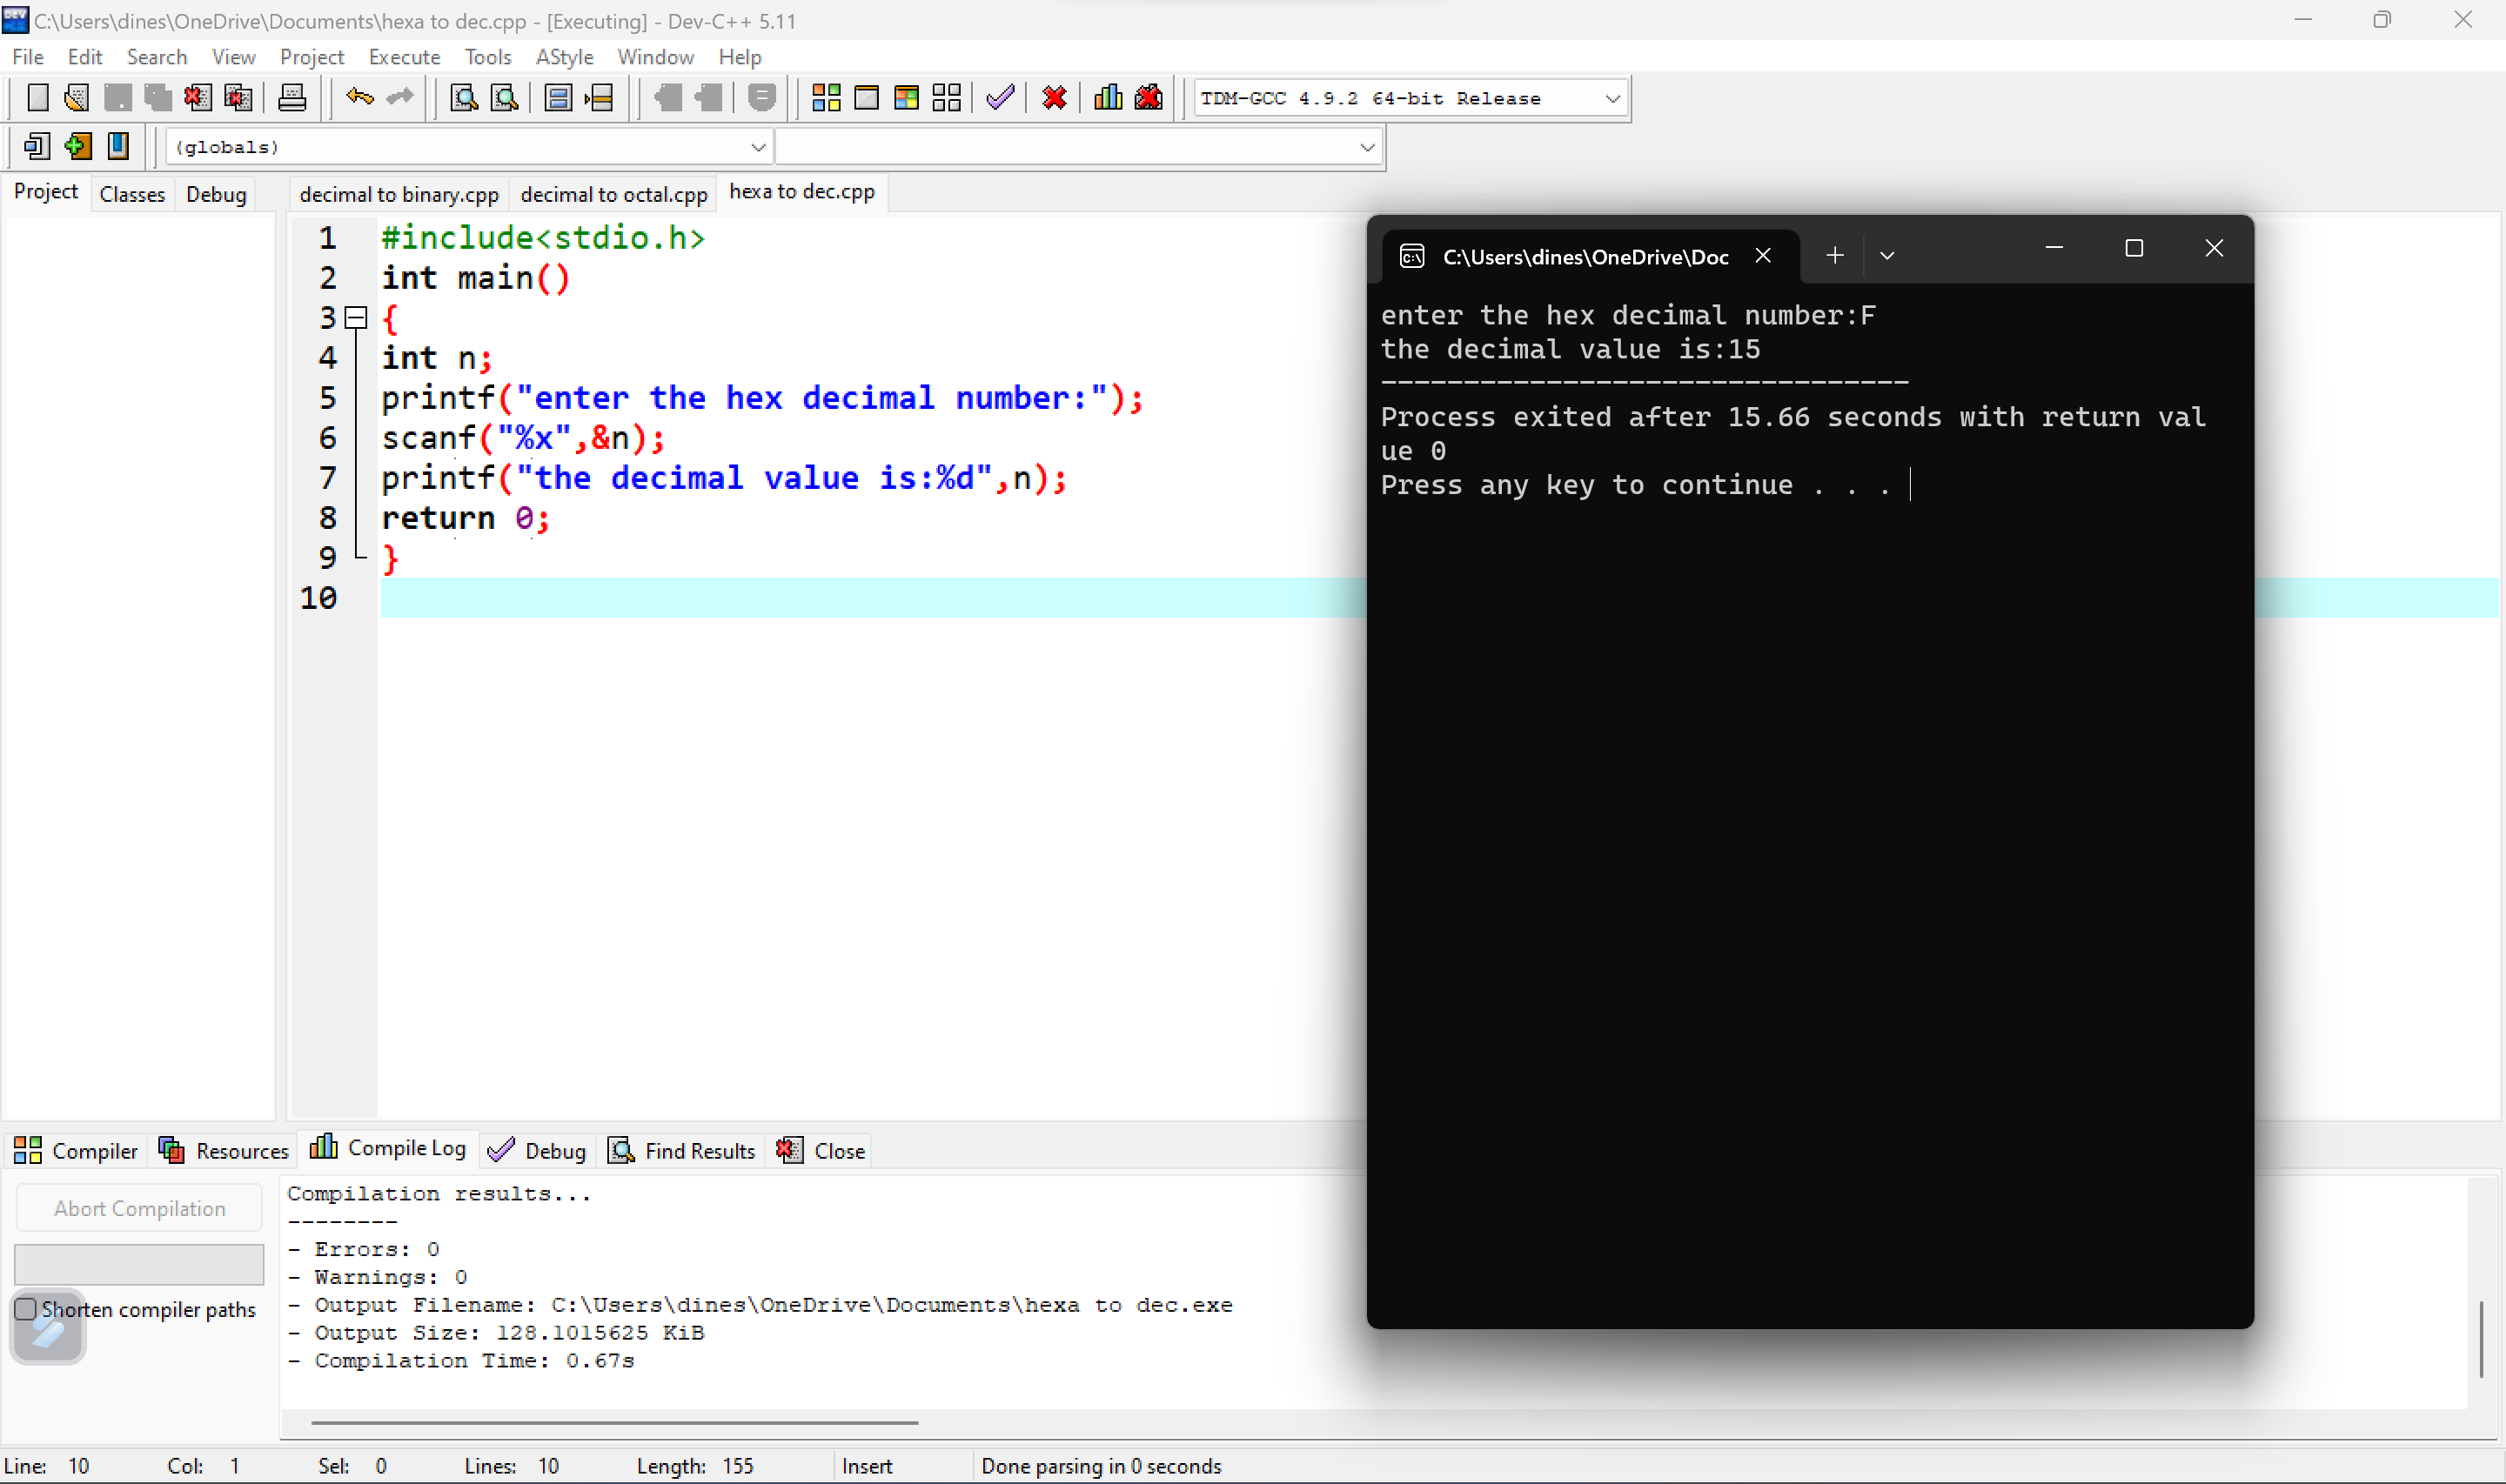 C:\Users\dines\OneDrive\Documents\hexa to dec.cpp - [Executing] - Dev-C++ 5.11
File Edit Search View Project Execute Tools AStyle Window Help
TDM-GCC 4.9.2 64-bit Release
(globals)
Project Classes Debug
decimal to binary.cpp decimal to octal.cpp hexa to dec.cpp
1 #include<stdio.h>
2 int main()
3 {
4 int n;
5 printf("enter the hex decimal number:");
6 scanf("%x",&n);
7 printf("the decimal value is:%d",n);
8 return 0;
9 }
10
C:\Users\dines\OneDrive\Doc
enter the hex decimal number:F
the decimal value is:15
--------------------------------
Process exited after 15.66 seconds with return val
ue 0
Press any key to continue . . .
Compiler Resources Compile Log Debug Find Results Close
Abort Compilation
Shorten compiler paths
Compilation results...
--------
- Errors: 0
- Warnings: 0
- Output Filename: C:\Users\dines\OneDrive\Documents\hexa to dec.exe
- Output Size: 128.1015625 KiB
- Compilation Time: 0.67s
Line: 10 Col: 1 Sel: 0 Lines: 10 Length: 155 Insert Done parsing in 0 seconds